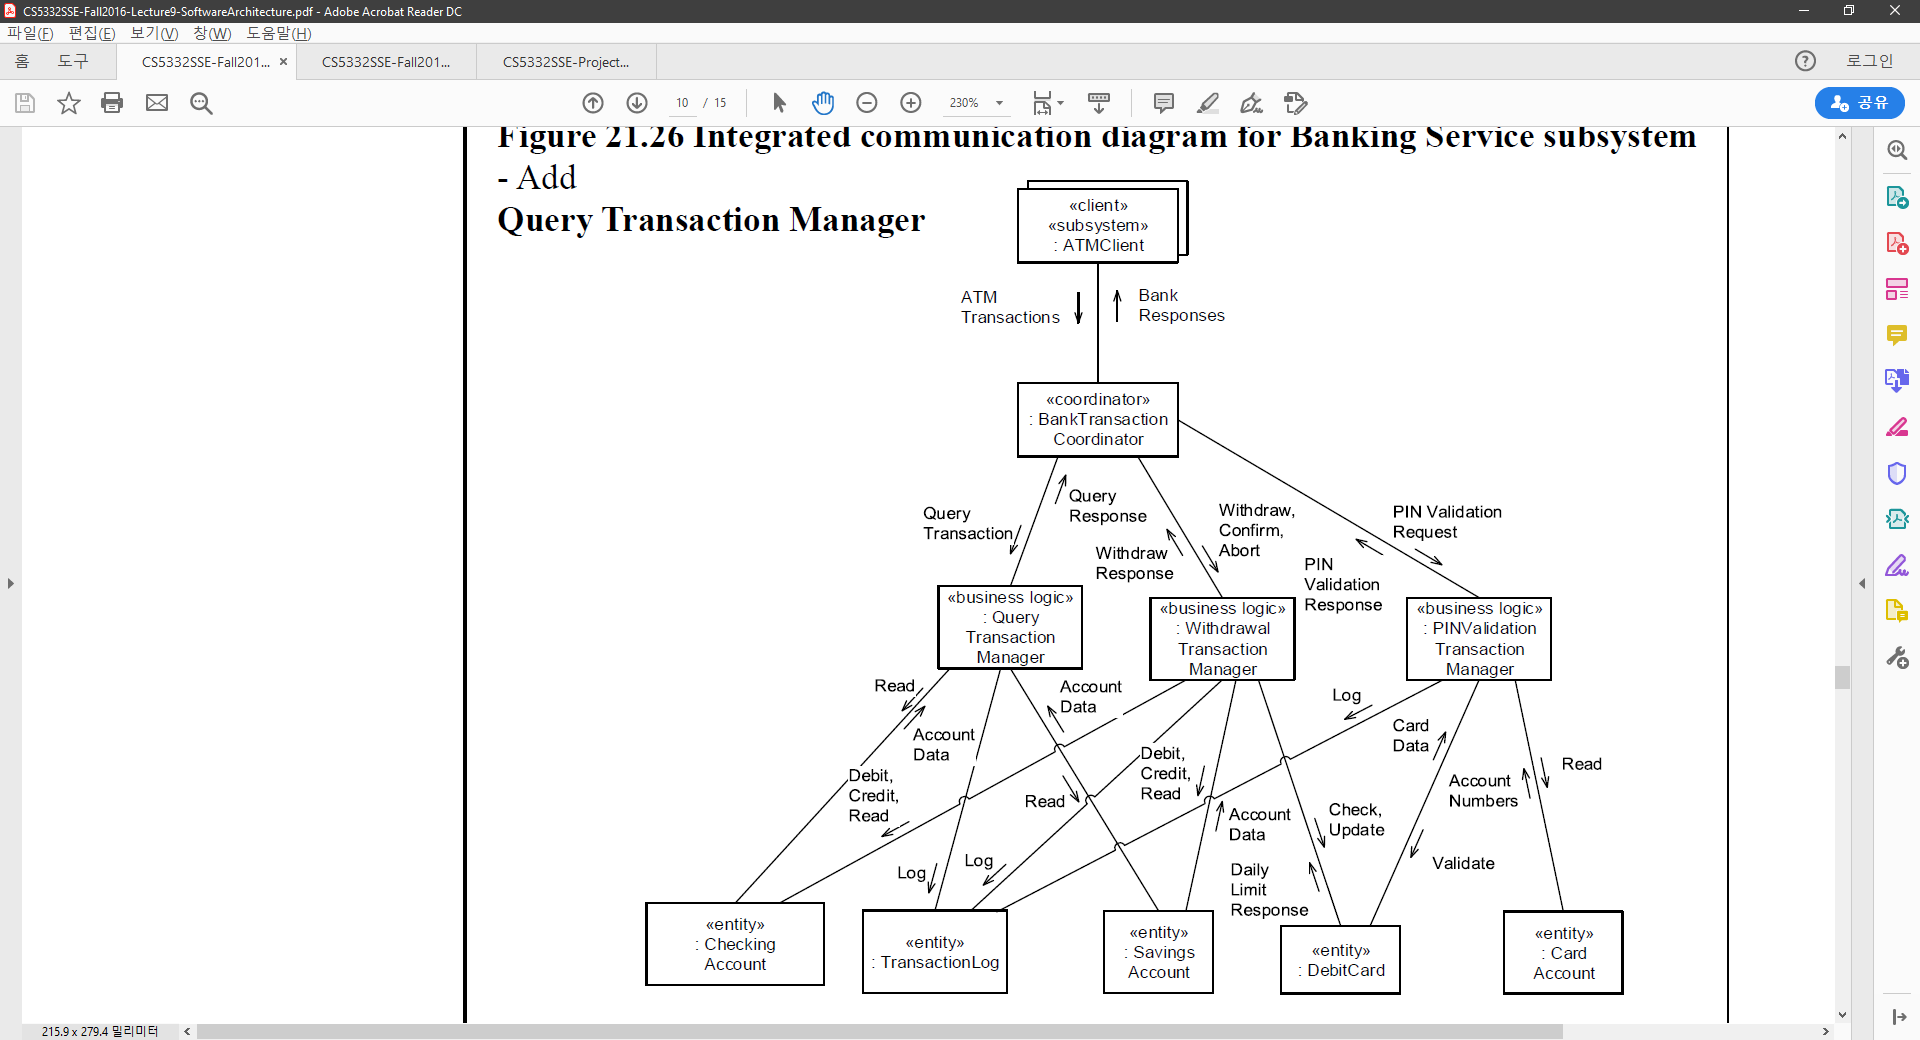 CS5332SSE-Fall2016-Lecture9-SoftwareArchitecture.pdf - Adobe Acrobat Reader DC
파일(F) 편집(E) 보기(V) 창(W) 도움말(H)
홈 도구 CS5332SSE-Fall201... × CS5332SSE-Fall201... CS5332SSE-Project... ? 로그인
10 / 15 230% 공유
Figure 21.26 Integrated communication diagram for Banking Service subsystem
- Add
Query Transaction Manager
«client»
«subsystem»
: ATMClient
ATM
Transactions
Bank
Responses
«coordinator»
: BankTransaction
Coordinator
Query
Transaction
Query
Response
Withdraw
Response
Withdraw,
Confirm,
Abort
PIN Validation
Request
PIN
Validation
Response
«business logic»
: Query
Transaction
Manager
«business logic»
: Withdrawal
Transaction
Manager
«business logic»
: PINValidation
Transaction
Manager
Read
Account
Data
Account
Data
Log
Card
Data
Debit,
Credit,
Read
Read
Debit,
Credit,
Read
Account
Data
Check,
Update
Account
Numbers
Read
Log
Log
Daily
Limit
Response
Validate
«entity»
: Checking
Account
«entity»
: TransactionLog
«entity»
: Savings
Account
«entity»
: DebitCard
«entity»
: Card
Account
215.9 x 279.4 밀리미터